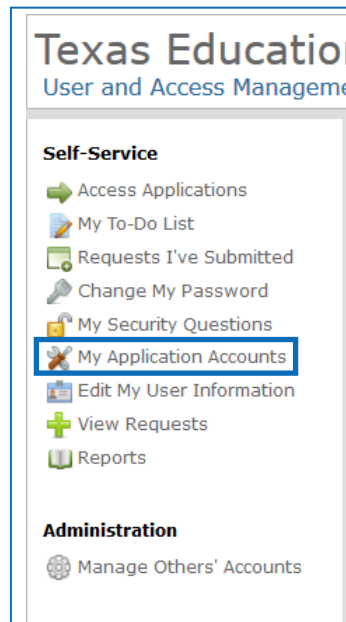 Texas Education
User and Access Manageme
Self-Service
Access Applications
My To-Do List
Requests I've Submitted
Change My Password
My Security Questions
My Application Accounts
Edit My User Information
View Requests
Reports
Administration
Manage Others' Accounts